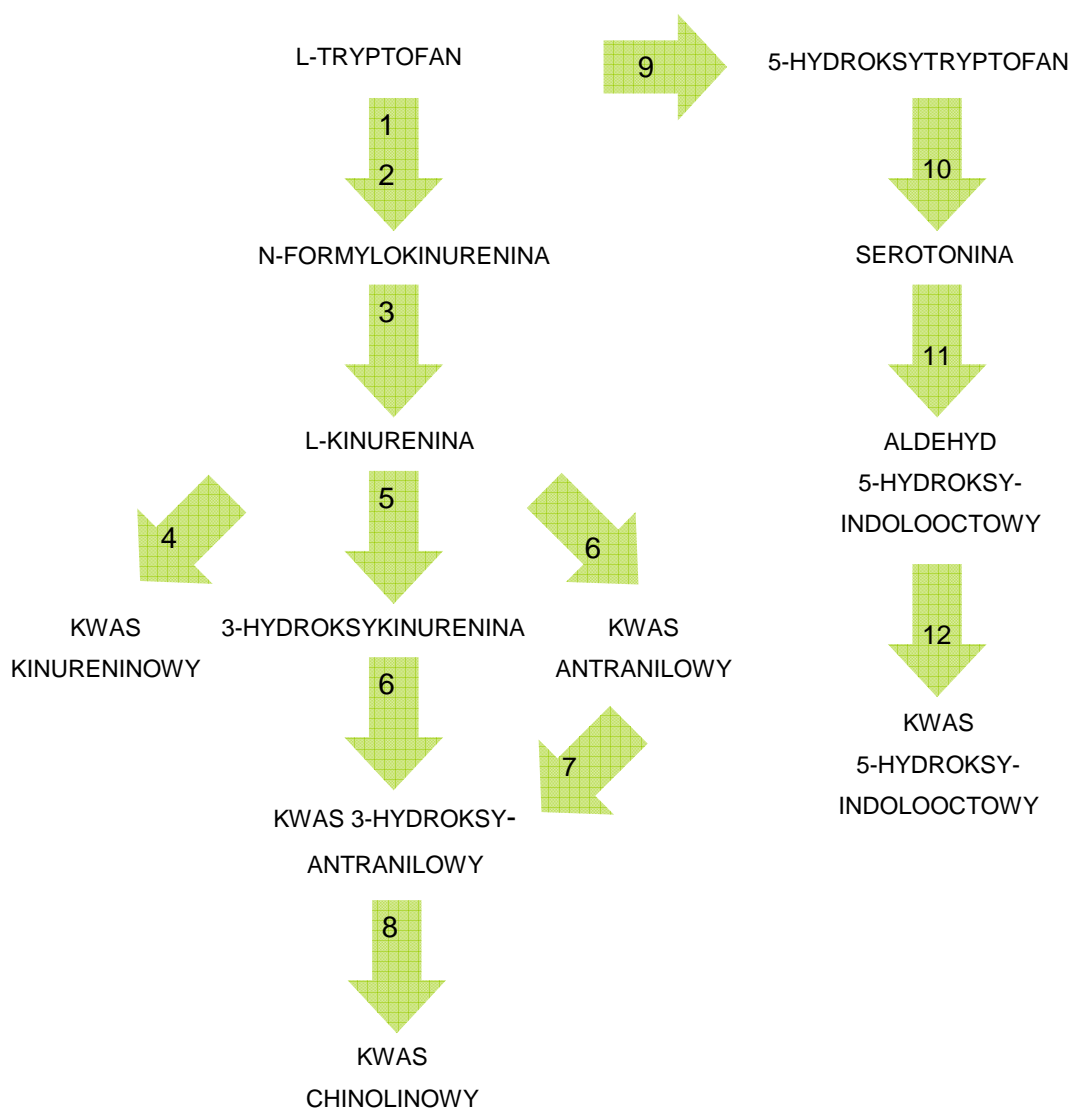 L-TRYPTOFAN
9
5-HYDROKSYTRYPTOFAN
1
2
10
N-FORMYLOKINURENINA
SEROTONINA
3
11
L-KINURENINA
ALDEHYD
5-HYDROKSY-
INDOLOOCTOWY
4
5
6
KWAS
KINURENINOWY
3-HYDROKSYKINURENINA
KWAS
ANTRANILOWY
12
6
7
KWAS
5-HYDROKSY-
INDOLOOCTOWY
KWAS 3-HYDROKSY-
ANTRANILOWY
8
KWAS
CHINOLINOWY